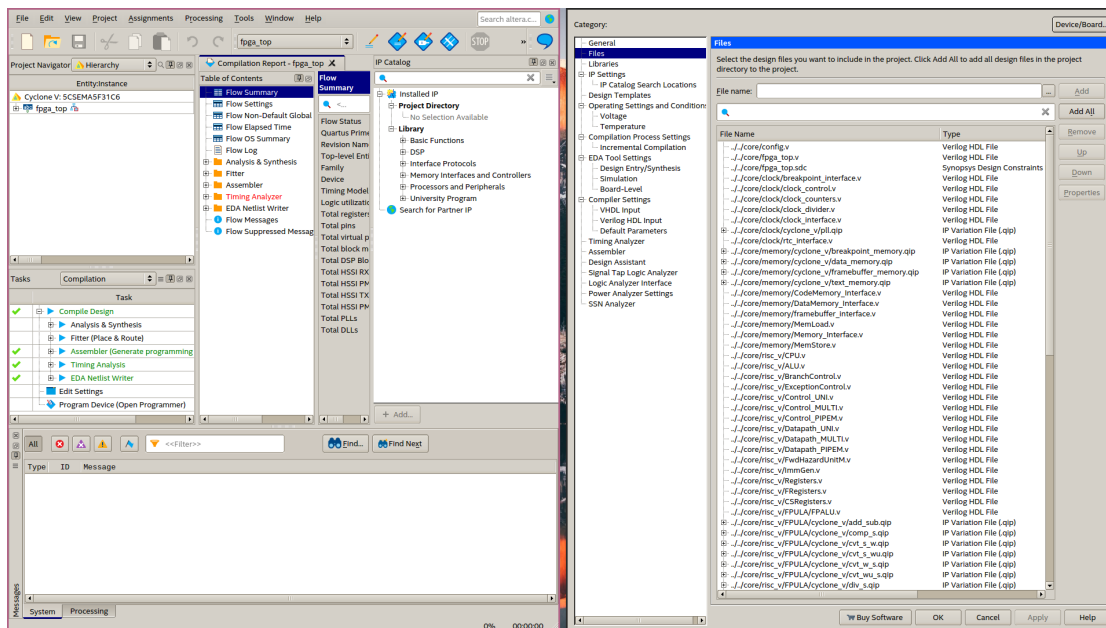 File Edit View Project Assignments Processing Tools Window Help
Search altera.c...
fpga_top
STOP
»
Project Navigator Hierarchy
Entity:Instance
Cyclone V: 5CSEMA5F31C6
fpga_top
Tasks Compilation
Task
Compile Design
Analysis & Synthesis
Fitter (Place & Route)
Assembler (Generate programming
Timing Analysis
EDA Netlist Writer
Edit Settings
Program Device (Open Programmer)
Compilation Report - fpga_top
Table of Contents
Flow Summary
Flow Settings
Flow Non-Default Global
Flow Elapsed Time
Flow OS Summary
Flow Log
Analysis & Synthesis
Fitter
Assembler
Timing Analyzer
EDA Netlist Writer
Flow Messages
Flow Suppressed Messag
Flow
Summary
<...
Flow Status
Quartus Prime
Revision Nam
Top-level Enti
Family
Device
Timing Model
Logic utilizatio
Total registers
Total pins
Total virtual p
Total block m
Total DSP Blo
Total HSSI RX
Total HSSI PM
Total HSSI TX
Total HSSI PM
Total PLLs
Total DLLs
IP Catalog
Installed IP
Project Directory
No Selection Available
Library
Basic Functions
DSP
Interface Protocols
Memory Interfaces and Controllers
Processors and Peripherals
University Program
Search for Partner IP
+ Add...
All
<<Filter>>
Find...
Find Next
Type ID Message
Messages
System Processing
0% 00:00:00
Category:
Device/Board...
General
Files
Libraries
IP Settings
IP Catalog Search Locations
Design Templates
Operating Settings and Conditions
Voltage
Temperature
Compilation Process Settings
Incremental Compilation
EDA Tool Settings
Design Entry/Synthesis
Simulation
Board-Level
Compiler Settings
VHDL Input
Verilog HDL Input
Default Parameters
Timing Analyzer
Assembler
Design Assistant
Signal Tap Logic Analyzer
Logic Analyzer Interface
Power Analyzer Settings
SSN Analyzer
Files
Select the design files you want to include in the project. Click Add All to add all design files in the project
directory to the project.
File name: ... Add
Add All
Remove
Up
Down
Properties
File Name Type
../../core/config.v Verilog HDL File
../../core/fpga_top.v Verilog HDL File
../../core/fpga_top.sdc Synopsys Design Constraints
../../core/clock/breakpoint_interface.v Verilog HDL File
../../core/clock/clock_control.v Verilog HDL File
../../core/clock/clock_counters.v Verilog HDL File
../../core/clock/clock_divider.v Verilog HDL File
../../core/clock/clock_interface.v Verilog HDL File
../../core/clock/cyclone_v/pll.qip IP Variation File (.qip)
../../core/clock/rtc_interface.v Verilog HDL File
../../core/memory/cyclone_v/breakpoint_memory.qip IP Variation File (.qip)
../../core/memory/cyclone_v/data_memory.qip IP Variation File (.qip)
../../core/memory/cyclone_v/framebuffer_memory.qip IP Variation File (.qip)
../../core/memory/cyclone_v/text_memory.qip IP Variation File (.qip)
../../core/memory/CodeMemory_Interface.v Verilog HDL File
../../core/memory/DataMemory_Interface.v Verilog HDL File
../../core/memory/framebuffer_interface.v Verilog HDL File
../../core/memory/MemLoad.v Verilog HDL File
../../core/memory/Memory_Interface.v Verilog HDL File
../../core/memory/MemStore.v Verilog HDL File
../../core/risc_v/CPU.v Verilog HDL File
../../core/risc_v/ALU.v Verilog HDL File
../../core/risc_v/BranchControl.v Verilog HDL File
../../core/risc_v/ExceptionControl.v Verilog HDL File
../../core/risc_v/Control_UNI.v Verilog HDL File
../../core/risc_v/Control_MULTI.v Verilog HDL File
../../core/risc_v/Control_PIPEM.v Verilog HDL File
../../core/risc_v/Datapath_UNI.v Verilog HDL File
../../core/risc_v/Datapath_MULTI.v Verilog HDL File
../../core/risc_v/Datapath_PIPEM.v Verilog HDL File
../../core/risc_v/FwdHazardUnitM.v Verilog HDL File
../../core/risc_v/ImmGen.v Verilog HDL File
../../core/risc_v/Registers.v Verilog HDL File
../../core/risc_v/FRegisters.v Verilog HDL File
../../core/risc_v/CSRegisters.v Verilog HDL File
../../core/risc_v/FPULA/FPALU.v Verilog HDL File
../../core/risc_v/FPULA/cyclone_v/add_sub.qip IP Variation File (.qip)
../../core/risc_v/FPULA/cyclone_v/comp_s.qip IP Variation File (.qip)
../../core/risc_v/FPULA/cyclone_v/cvt_s_w.qip IP Variation File (.qip)
../../core/risc_v/FPULA/cyclone_v/cvt_s_wu.qip IP Variation File (.qip)
../../core/risc_v/FPULA/cyclone_v/cvt_w_s.qip IP Variation File (.qip)
../../core/risc_v/FPULA/cyclone_v/cvt_wu_s.qip IP Variation File (.qip)
../../core/risc_v/FPULA/cyclone_v/div_s.qip IP Variation File (.qip)
Buy Software OK Cancel Apply Help